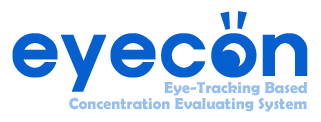 eyecon
Eye-Tracking Based
Concentration Evaluating System